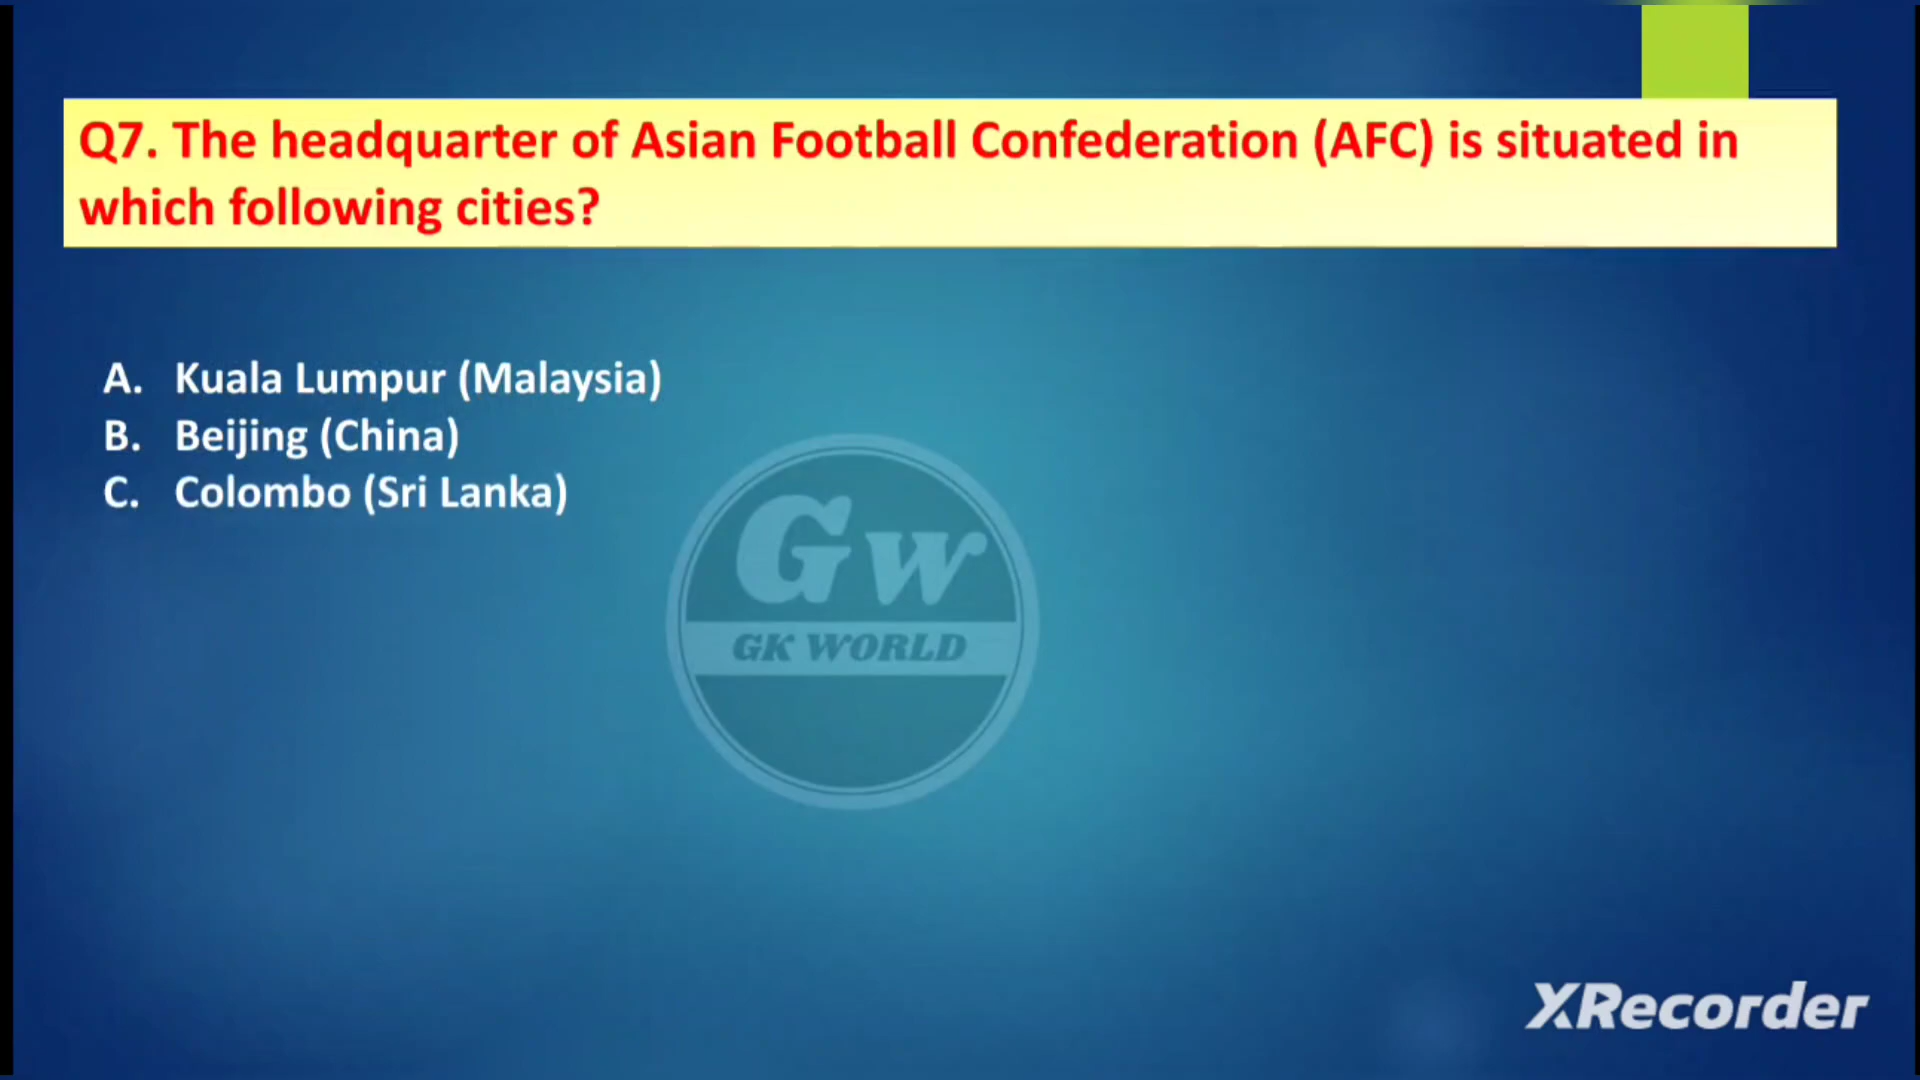 Q7. The headquarter of Asian Football Confederation (AFC) is situated in
which following cities?
A. Kuala Lumpur (Malaysia)
B. Beijing (China)
C. Colombo (Sri Lanka)
GW
GK WORLD
XRecorder